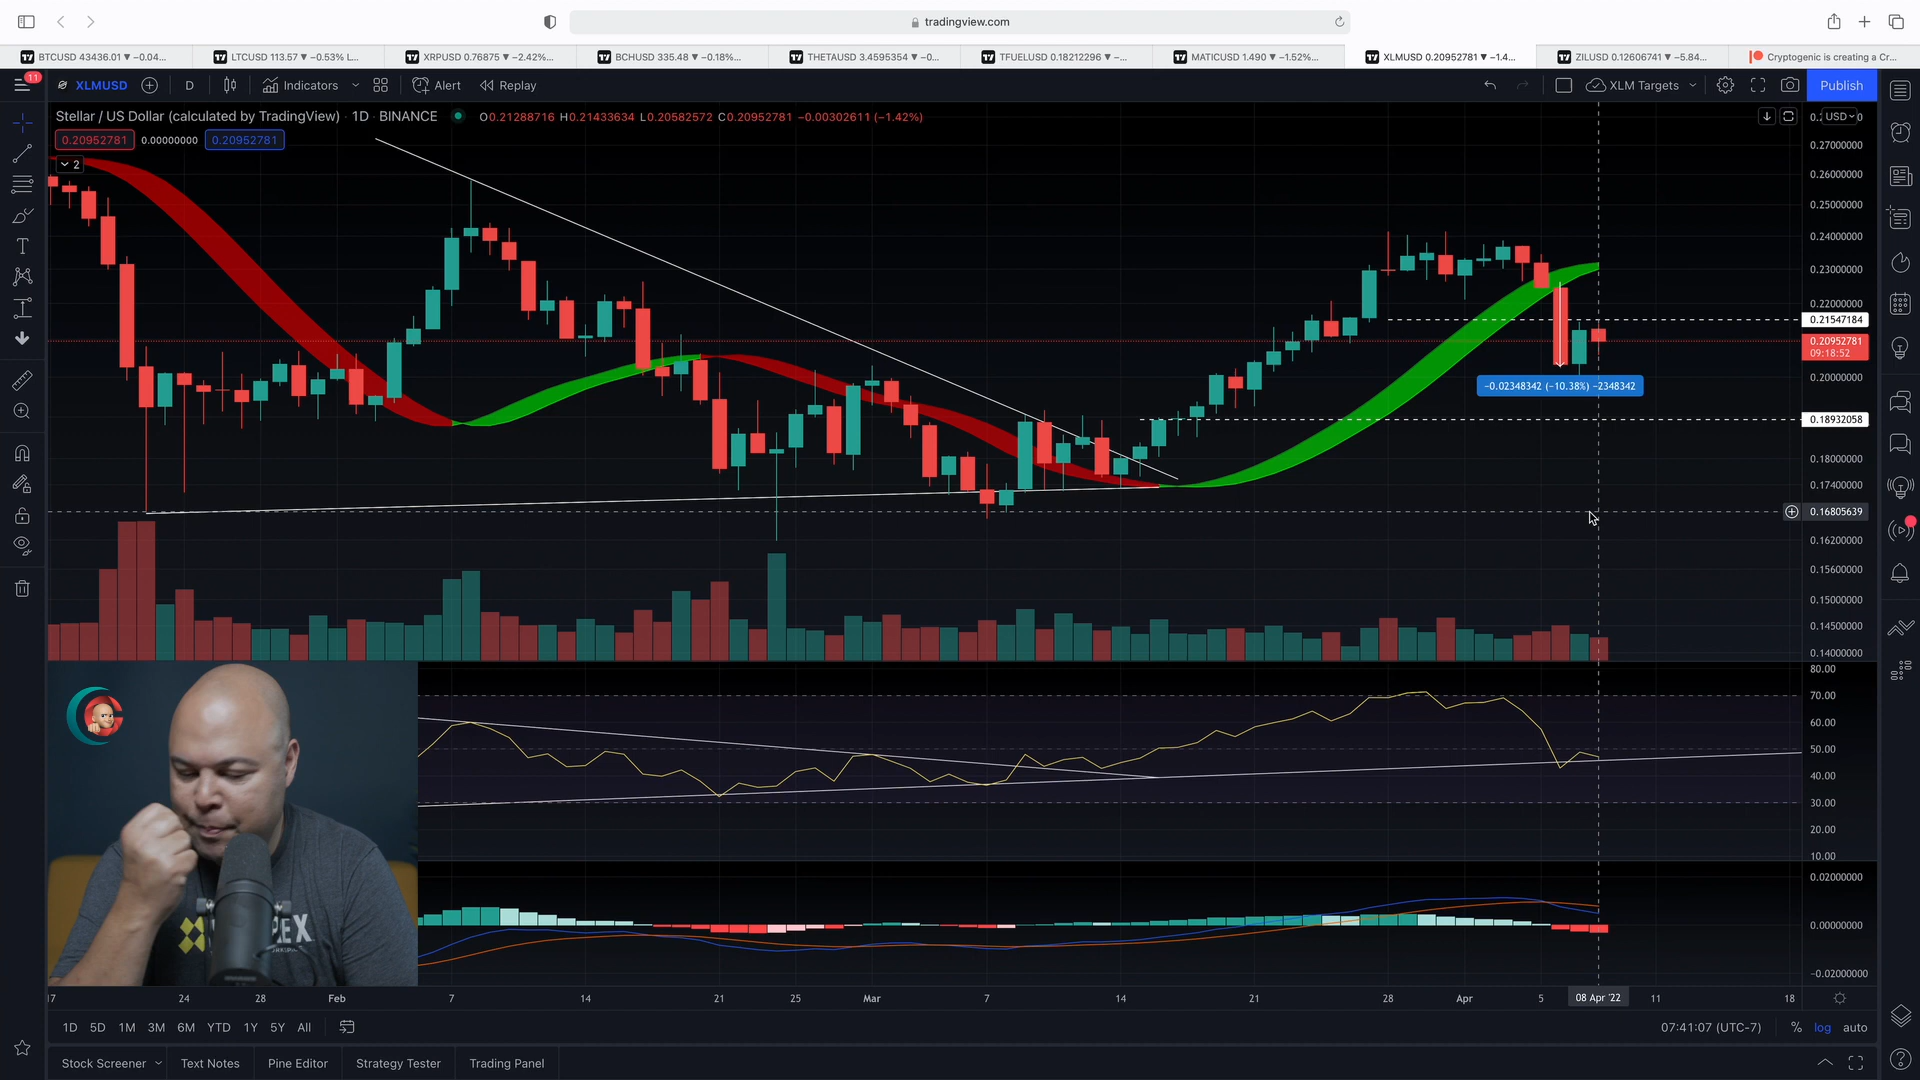 tradingview.com
BTCUSD 43436.01 ▼ −0.04...
LTCUSD 113.57 ▼ −0.53% L...
XRPUSD 0.76875 ▼ −2.42%...
BCHUSD 335.48 ▼ −0.18%...
THETAUSD 3.4595354 ▼ −0...
TFUELUSD 0.18212296 ▼ −...
MATICUSD 1.490 ▼ −1.52%...
XLMUSD 0.20952781 ▼ −1.4...
ZILUSD 0.12606741 ▼ −5.84...
Cryptogenic is creating a Cr...
11
XLMUSD
D
Indicators
Alert
Replay
XLM Targets
Publish
Stellar / US Dollar (calculated by TradingView) · 1D · BINANCE
O0.21288716 H0.21433634 L0.20582572 C0.20952781 −0.00302611 (−1.42%)
USD
0.20952781
0.00000000
0.20952781
2
0.27000000
0.26000000
0.25000000
0.24000000
0.23000000
0.22000000
0.21547184
0.20952781
09:18:52
0.20000000
−0.02348342 (−10.38%) −2348342
0.18932058
0.18000000
0.17400000
0.16805639
0.16200000
0.15600000
0.15000000
0.14500000
0.14000000
80.00
70.00
60.00
50.00
40.00
30.00
20.00
10.00
0.02000000
0.00000000
−0.02000000
17
24
28
Feb
7
14
21
25
Mar
7
14
21
28
Apr
5
08 Apr '22
11
18
1D
5D
1M
3M
6M
YTD
1Y
5Y
All
07:41:07 (UTC-7)
%
log
auto
Stock Screener
Text Notes
Pine Editor
Strategy Tester
Trading Panel